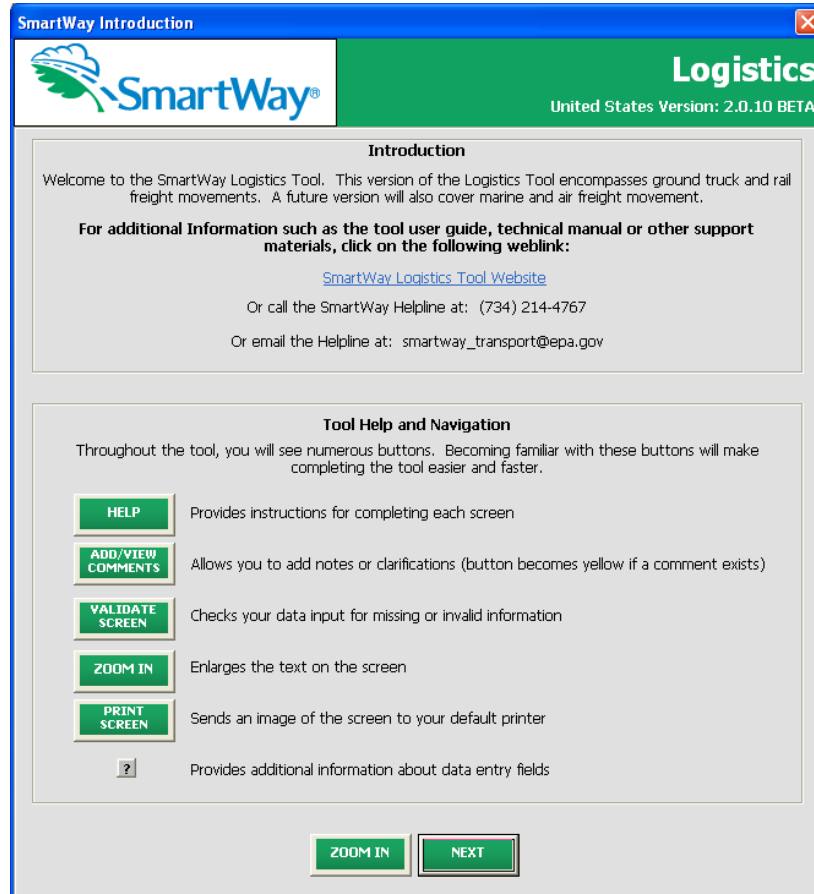 SmartWay Introduction
SmartWay®
Logistics
United States Version: 2.0.10 BETA
Introduction
Welcome to the SmartWay Logistics Tool. This version of the Logistics Tool encompasses ground truck and rail
freight movements. A future version will also cover marine and air freight movement.
For additional Information such as the tool user guide, technical manual or other support
materials, click on the following weblink:
SmartWay Logistics Tool Website
Or call the SmartWay Helpline at: (734) 214-4767
Or email the Helpline at: smartway_transport@epa.gov
Tool Help and Navigation
Throughout the tool, you will see numerous buttons. Becoming familiar with these buttons will make
completing the tool easier and faster.
HELP
Provides instructions for completing each screen
ADD/VIEW
COMMENTS
Allows you to add notes or clarifications (button becomes yellow if a comment exists)
VALIDATE
SCREEN
Checks your data input for missing or invalid information
ZOOM IN
Enlarges the text on the screen
PRINT
SCREEN
Sends an image of the screen to your default printer
?
Provides additional information about data entry fields
ZOOM IN
NEXT